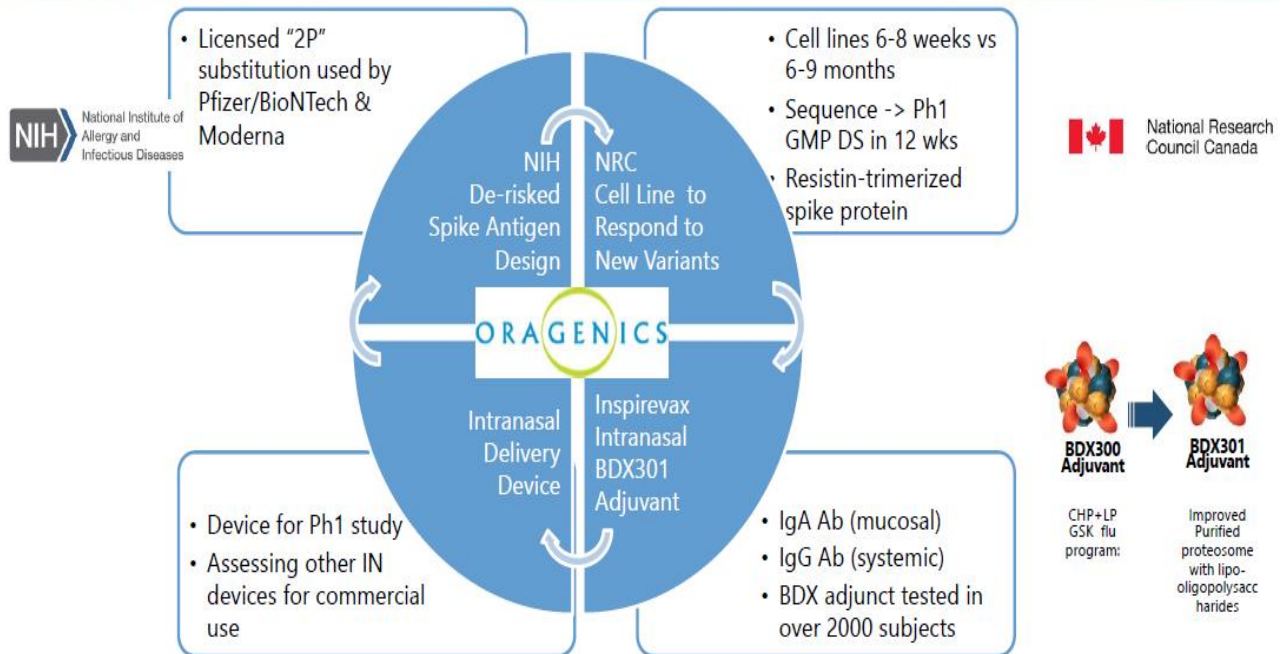 • Licensed “2P”
substitution used by
Pfizer/BioNTech &
Moderna
NIH
National Institute of
Allergy and
Infectious Diseases
• Cell lines 6-8 weeks vs
6-9 months
• Sequence -> Ph1
GMP DS in 12 wks
• Resistin-trimerized
spike protein
National Research
Council Canada
NIH
De-risked
Spike Antigen
Design
NRC
Cell Line to
Respond to
New Variants
ORAGENICS
Intranasal
Delivery
Device
Inspirevax
Intranasal
BDX301
Adjuvant
• Device for Ph1 study
• Assessing other IN
devices for commercial
use
• IgA Ab (mucosal)
• IgG Ab (systemic)
• BDX adjunct tested in
over 2000 subjects
BDX300
Adjuvant
CHP+LP
GSK flu
program:
BDX301
Adjuvant
Improved
Purified
proteosome
with lipo-
oligopolysacc
harides